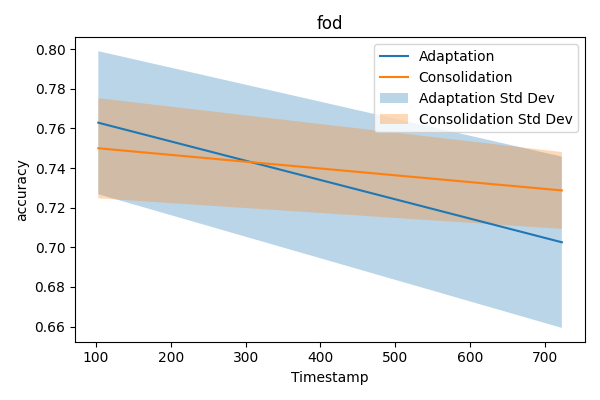 fod
0.80
0.78
0.76
0.74
0.72
0.70
0.68
0.66
accuracy
Adaptation
Consolidation
Adaptation Std Dev
Consolidation Std Dev
100 200 300 400 500 600 700
Timestamp